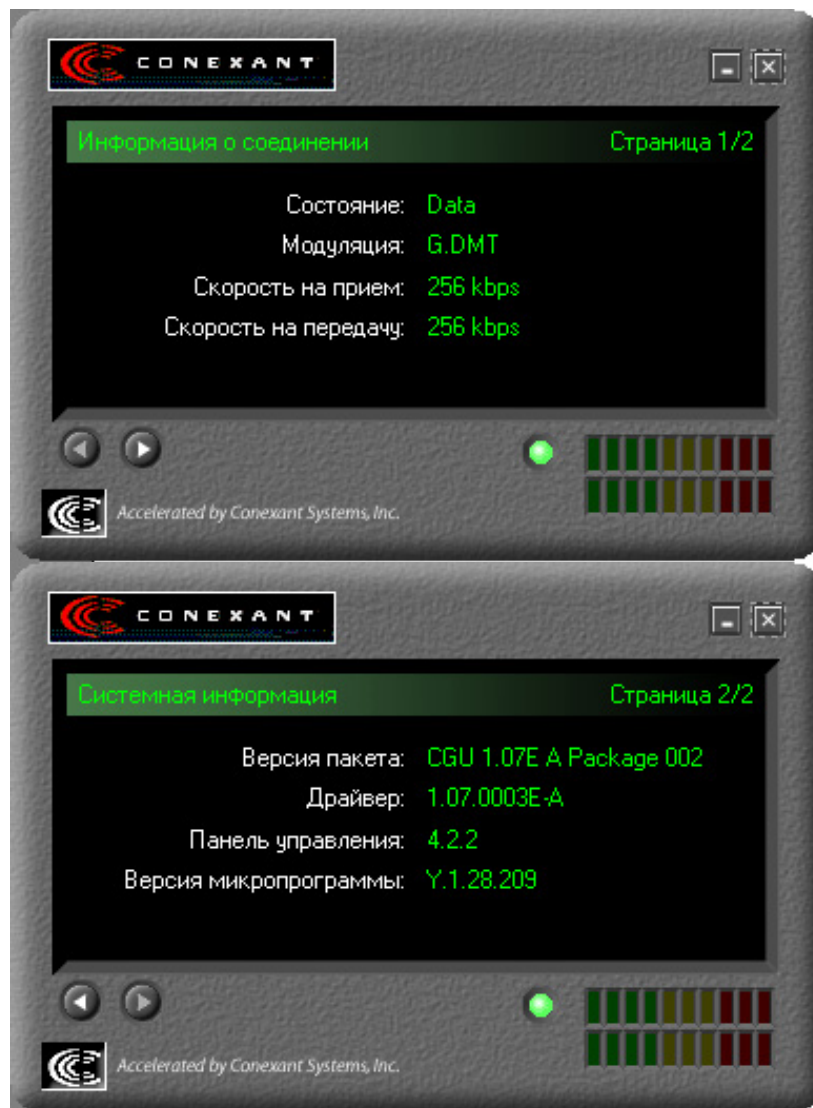 CONEXANT
Информация о соединении Страница 1/2
Состояние: Data
Модуляция: G.DMT
Скорость на прием: 256 kbps
Скорость на передачу: 256 kbps
Accelerated by Conexant Systems, Inc.
CONEXANT
Системная информация Страница 2/2
Версия пакета: CGU 1.07E A Package 002
Драйвер: 1.07.0003E-A
Панель управления: 4.2.2
Версия микропрограммы: Y.1.28.209
Accelerated by Conexant Systems, Inc.